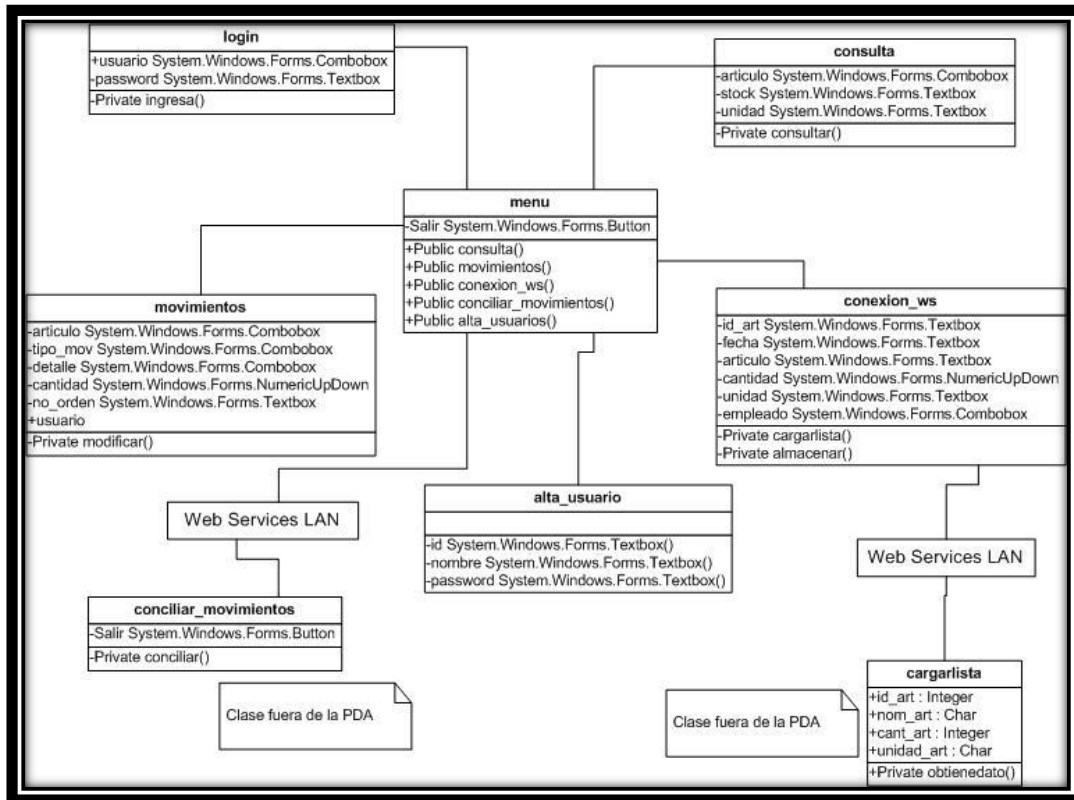 login
+usuario System.Windows.Forms.Combobox
-password System.Windows.Forms.Textbox
-Private ingresa()
consulta
-articulo System.Windows.Forms.Combobox
-stock System.Windows.Forms.Textbox
-unidad System.Windows.Forms.Textbox
-Private consultar()
menu
-Salir System.Windows.Forms.Button
+Public consulta()
+Public movimientos()
+Public conexion_ws()
+Public conciliar_movimientos()
+Public alta_usuarios()
movimientos
-articulo System.Windows.Forms.Combobox
-tipo_mov System.Windows.Forms.Combobox
-detalle System.Windows.Forms.Combobox
-cantidad System.Windows.Forms.NumericUpDown
-no_orden System.Windows.Forms.Textbox
+usuario
-Private modificar()
conexion_ws
-id_art System.Windows.Forms.Textbox
-fecha System.Windows.Forms.Textbox
-articulo System.Windows.Forms.Textbox
-cantidad System.Windows.Forms.NumericUpDown
-unidad System.Windows.Forms.Textbox
-empleado System.Windows.Forms.Combobox
-Private cargarlista()
-Private almacenar()
Web Services LAN
alta_usuario
-id System.Windows.Forms.Textbox()
-nombre System.Windows.Forms.Textbox()
-password System.Windows.Forms.Textbox()
Web Services LAN
conciliar_movimientos
-Salir System.Windows.Forms.Button
-Private conciliar()
Clase fuera de la PDA
Clase fuera de la PDA
cargarlista
+id_art : Integer
+nom_art : Char
+cant_art : Integer
+unidad_art : Char
+Private obtienedato()